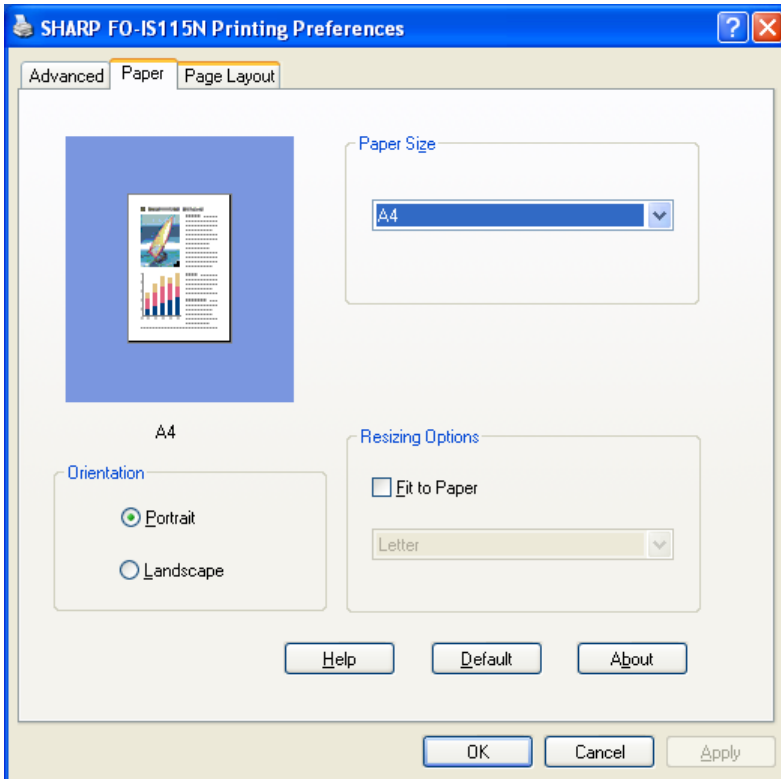 SHARP FO-IS115N Printing Preferences
Advanced
Paper
Page Layout
Paper Size
A4
A4
Orientation
Portrait
Landscape
Resizing Options
Fit to Paper
Letter
Help
Default
About
OK
Cancel
Apply